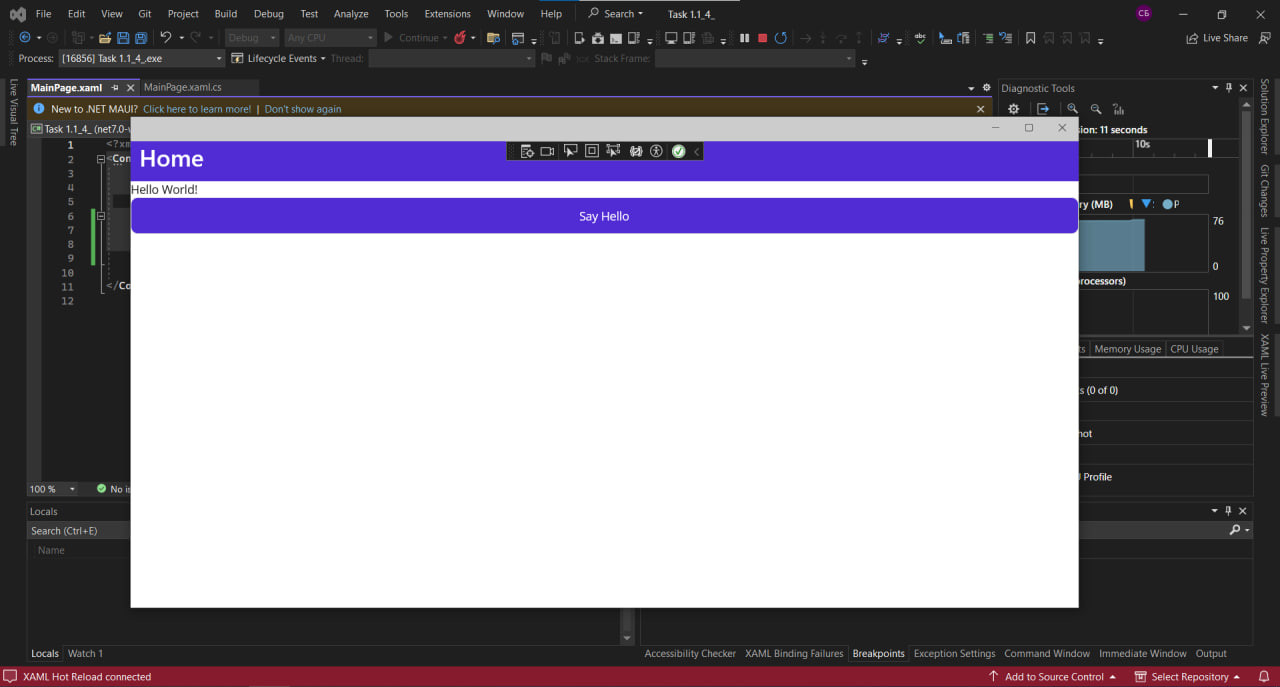 File Edit View Git Project Build Debug Test Analyze Tools Extensions Window Help Search Task 1.1_4_ СБ
Debug Any CPU Continue Live Share
Process: [16856] Task 1.1_4_.exe Lifecycle Events Thread: Stack Frame:
MainPage.xaml MainPage.xaml.cs
New to .NET MAUI? Click here to learn more! | Don't show again
Task 1.1_4_ (net7.0-w
1 <?xm
2 <Con
3
4
5
6
7
8
9
10
11 </Co
12
100 % No is
Home
Hello World!
Say Hello
Diagnostic Tools
sion: 11 seconds
10s
ry (MB) P
76
0
processors)
100
ts Memory Usage CPU Usage
s (0 of 0)
hot
Profile
Live Visual Tree
Solution Explorer
Git Changes
Live Property Explorer
XAML Live Preview
Locals
Search (Ctrl+E)
Name
Locals Watch 1
Accessibility Checker XAML Binding Failures Breakpoints Exception Settings Command Window Immediate Window Output
XAML Hot Reload connected Add to Source Control Select Repository